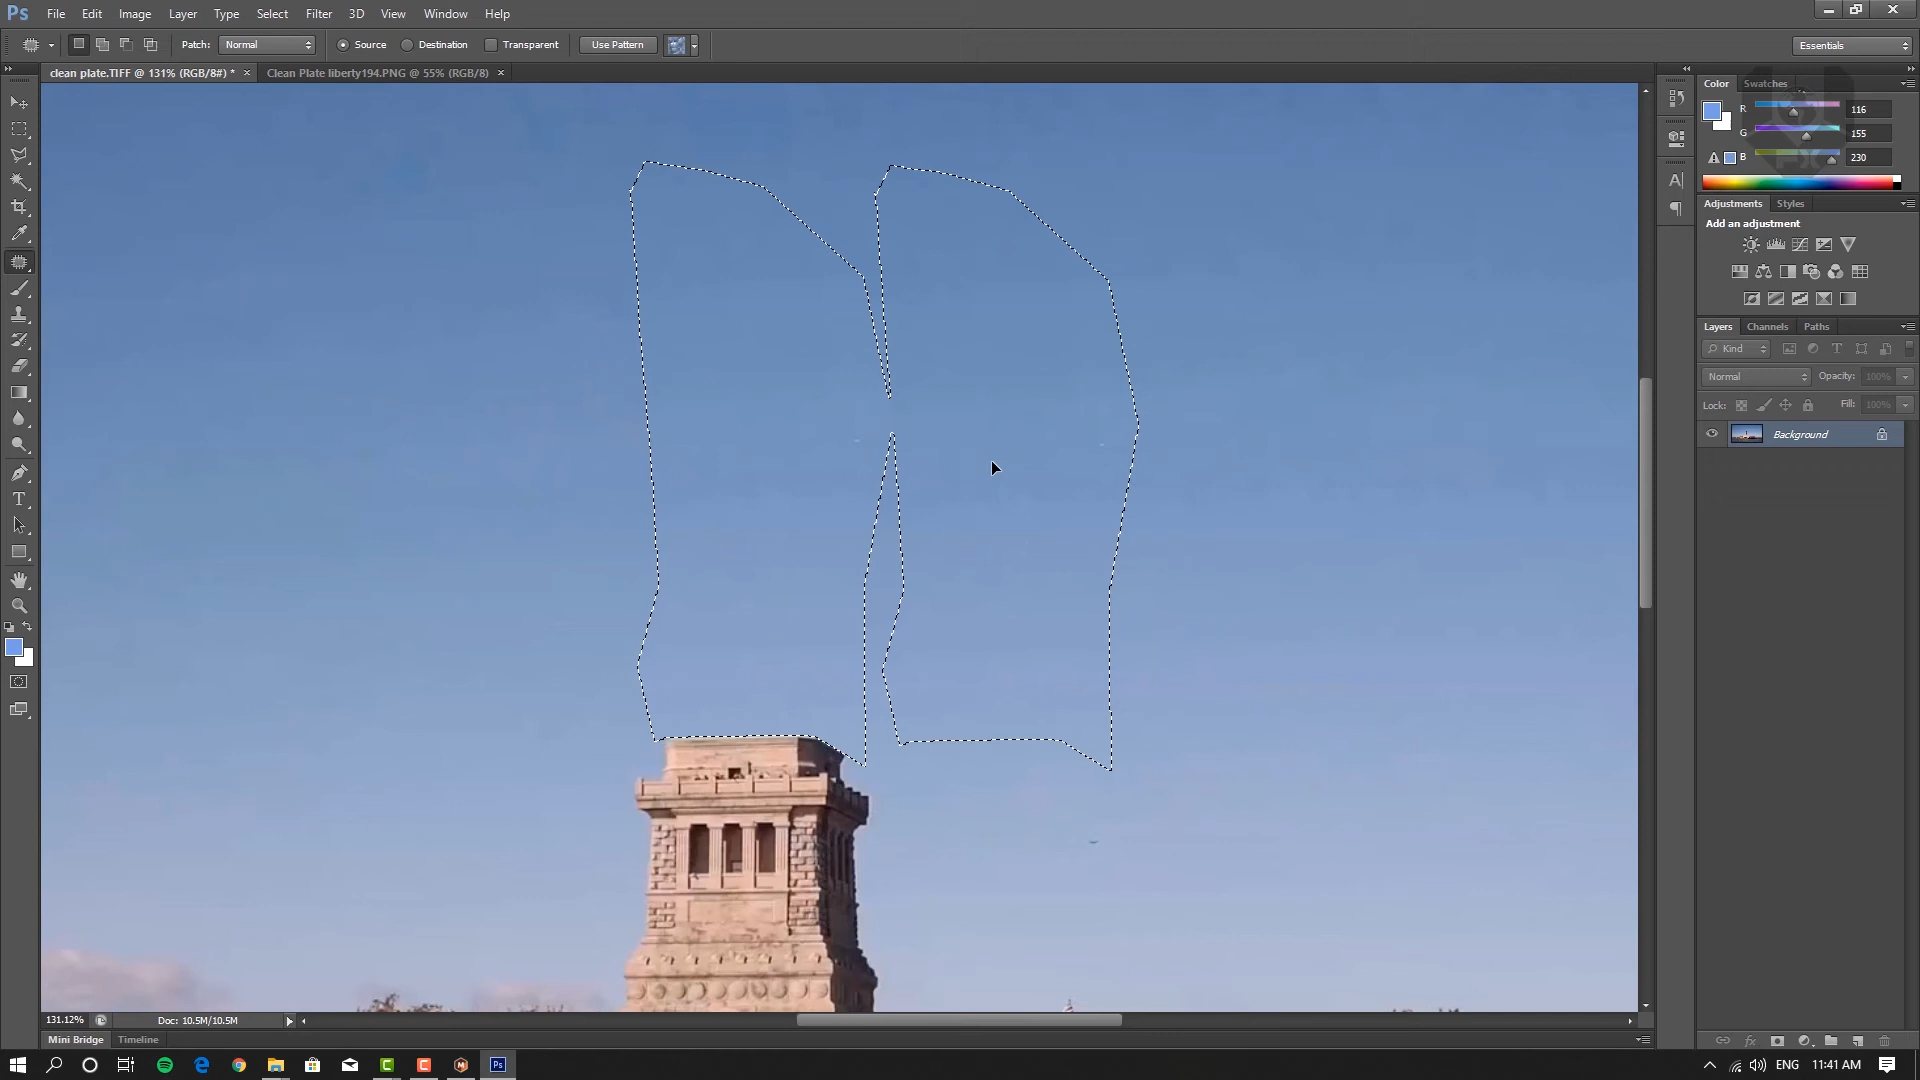 Ps File Edit Image Layer Type Select Filter 3D View Window Help
Patch: Normal Source Destination Transparent Use Pattern Essentials
clean plate.TIFF @ 131% (RGB/8#) * × Clean Plate liberty194.PNG @ 55% (RGB/8) ×
Color Swatches
R 116
G 155
B 230
Adjustments Styles
Add an adjustment
Layers Channels Paths
Kind
Normal Opacity: 100%
Lock: Fill: 100%
Background
131.12% Doc: 10.5M/10.5M
Mini Bridge Timeline
ENG 11:41 AM